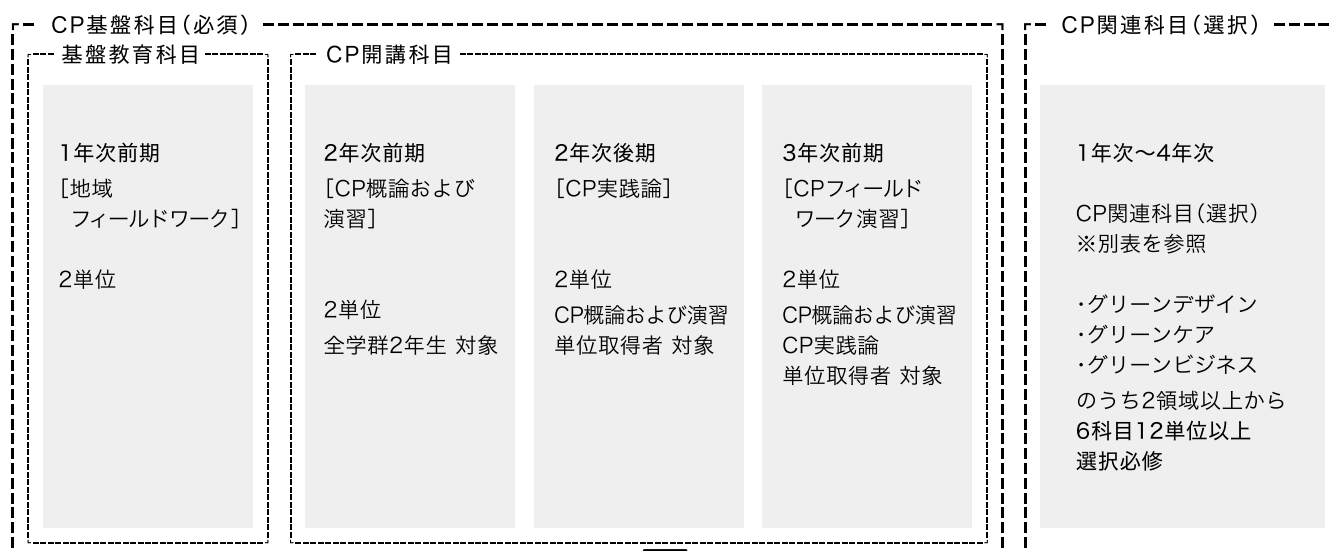 CP基盤科目(必須)
基盤教育科目
1年次前期
[地域
フィールドワーク]
2単位
CP開講科目
2年次前期
[CP概論および
演習]
2単位
全学群2年生 対象
2年次後期
[CP実践論]
2単位
CP概論および演習
単位取得者 対象
3年次前期
[CPフィールド
ワーク演習]
2単位
CP概論および演習
CP実践論
単位取得者 対象
CP関連科目(選択)
1年次〜4年次
CP関連科目(選択)
※別表を参照
・グリーンデザイン
・グリーンケア
・グリーンビジネス
のうち2領域以上から
6科目12単位以上
選択必修